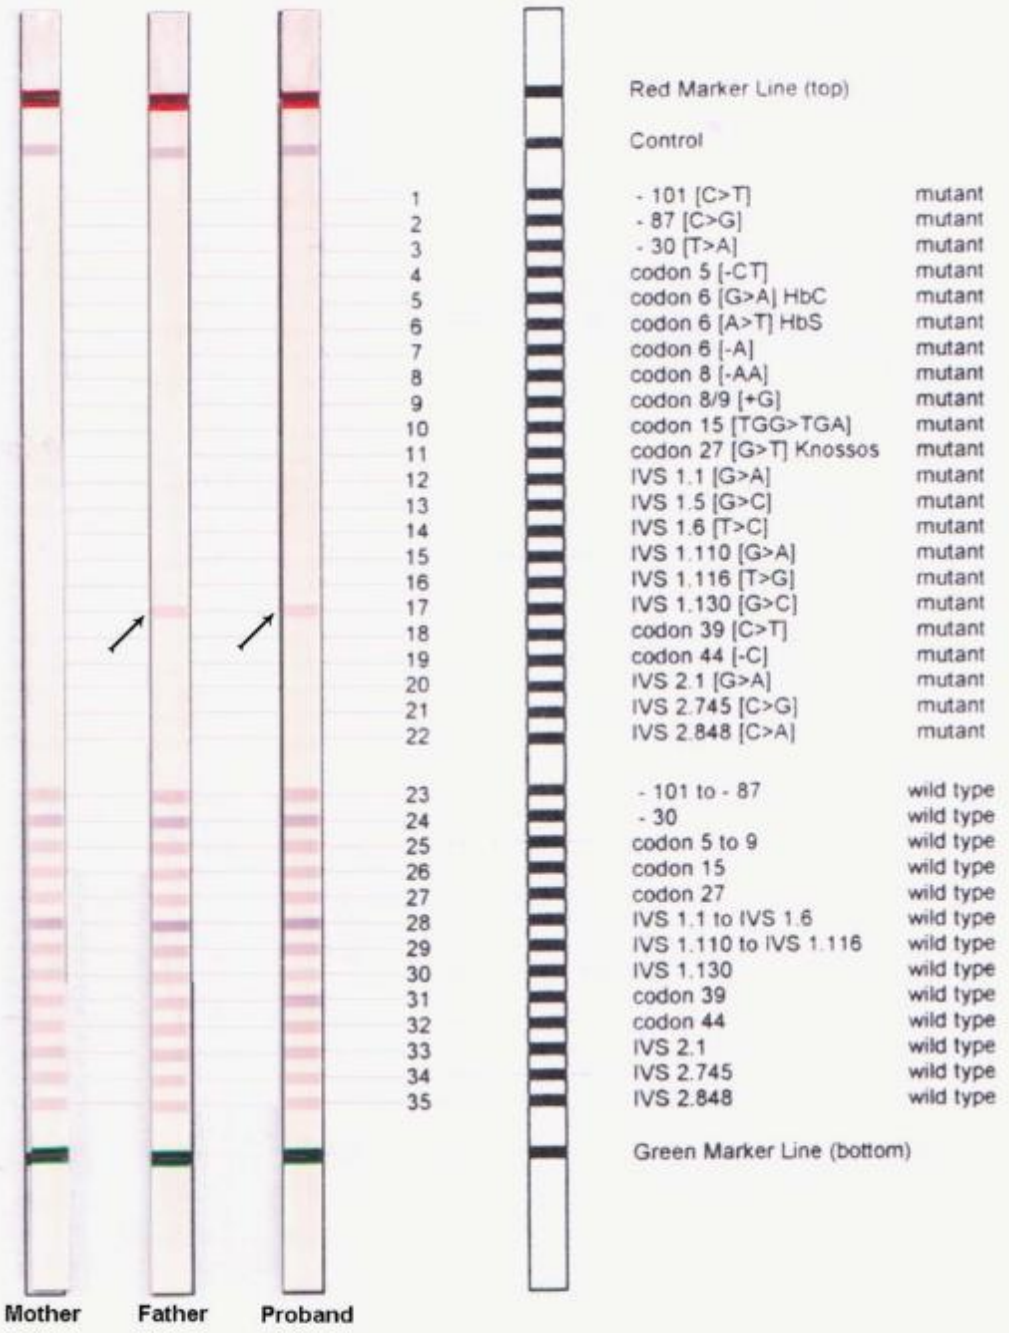 Red Marker Line (top)
Control
1 - 101 [C>T] mutant
2 - 87 [C>G] mutant
3 - 30 [T>A] mutant
4 codon 5 [-CT] mutant
5 codon 6 [G>A] HbC mutant
6 codon 6 [A>T] HbS mutant
7 codon 6 [-A] mutant
8 codon 8 [-AA] mutant
9 codon 8/9 [+G] mutant
10 codon 15 [TGG>TGA] mutant
11 codon 27 [G>T] Knossos mutant
12 IVS 1.1 [G>A] mutant
13 IVS 1.5 [G>C] mutant
14 IVS 1.6 [T>C] mutant
15 IVS 1.110 [G>A] mutant
16 IVS 1.116 [T>G] mutant
17 IVS 1.130 [G>C] mutant
18 codon 39 [C>T] mutant
19 codon 44 [-C] mutant
20 IVS 2.1 [G>A] mutant
21 IVS 2.745 [C>G] mutant
22 IVS 2.848 [C>A] mutant
23 - 101 to - 87 wild type
24 - 30 wild type
25 codon 5 to 9 wild type
26 codon 15 wild type
27 codon 27 wild type
28 IVS 1.1 to IVS 1.6 wild type
29 IVS 1.110 to IVS 1.116 wild type
30 IVS 1.130 wild type
31 codon 39 wild type
32 codon 44 wild type
33 IVS 2.1 wild type
34 IVS 2.745 wild type
35 IVS 2.848 wild type
Green Marker Line (bottom)
Mother Father Proband